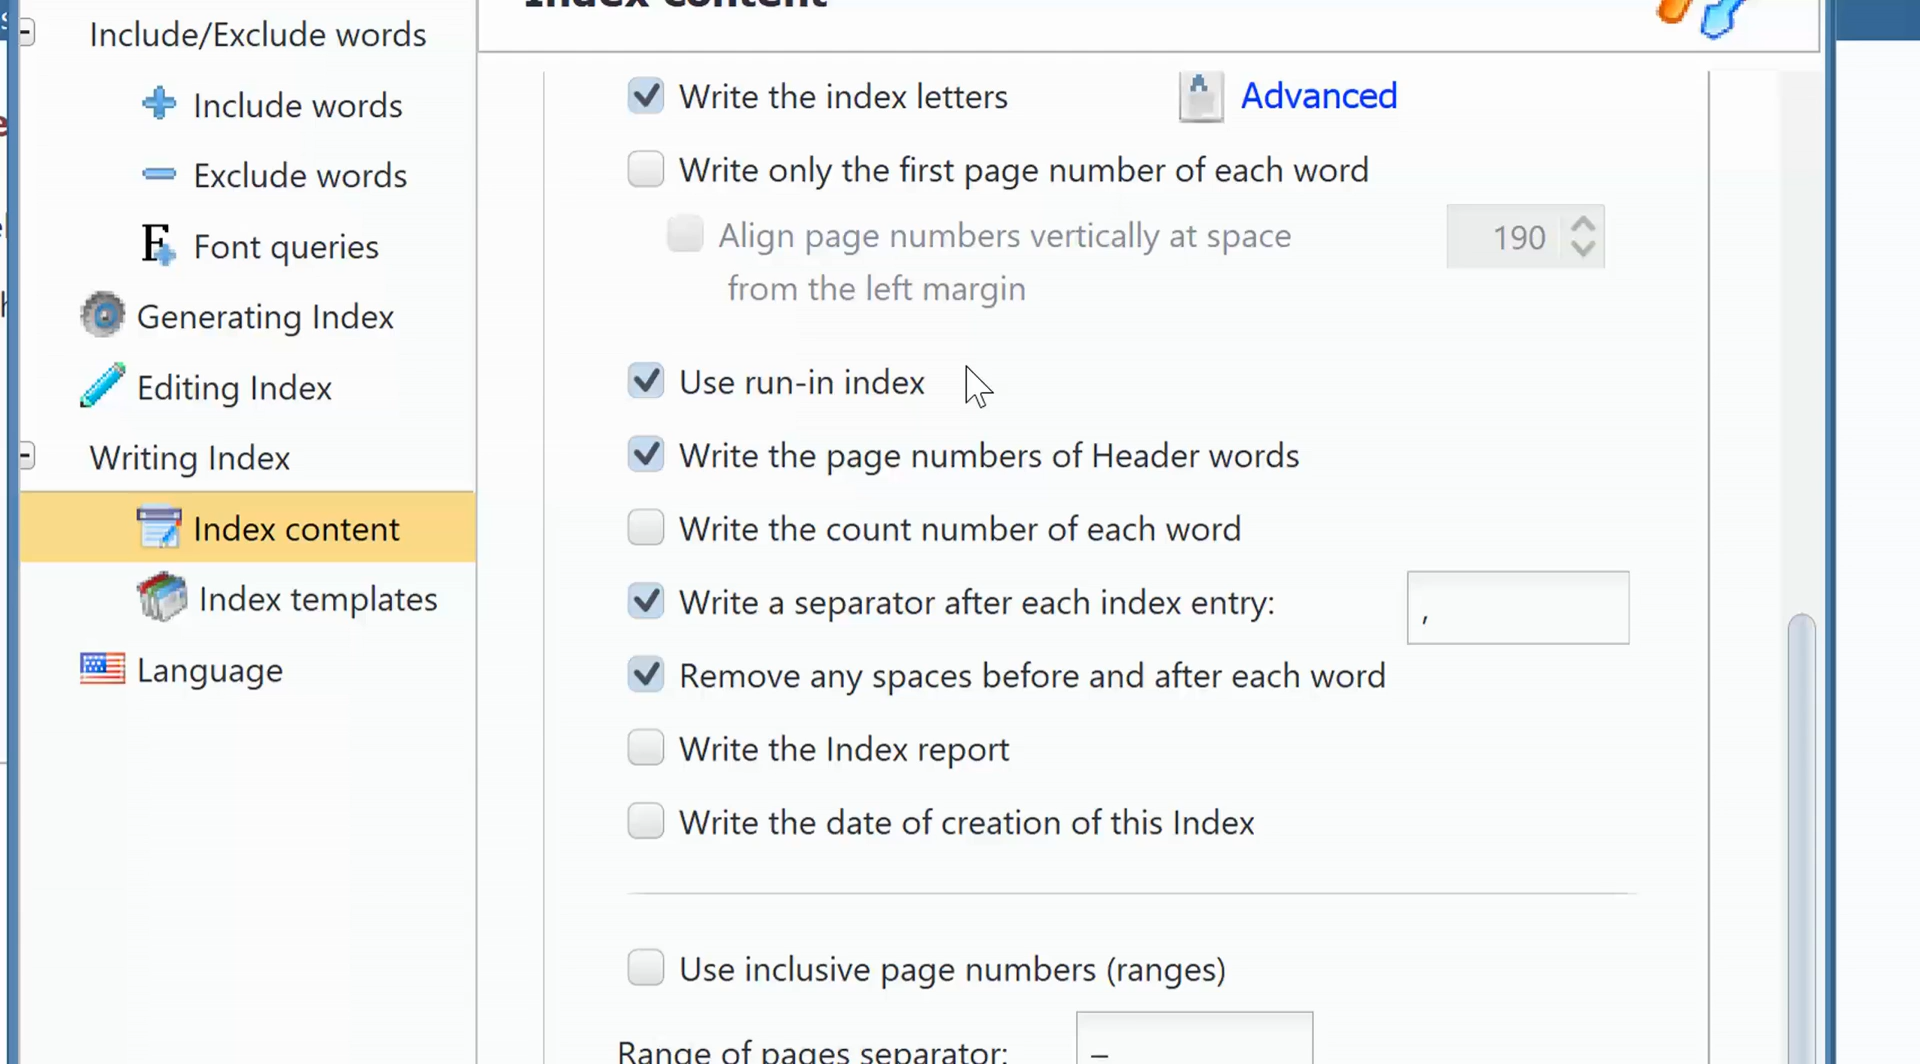 Index content
Include/Exclude words
Include words
Exclude words
Font queries
Generating Index
Editing Index
Writing Index
Index content
Index templates
Language
Write the index letters
Advanced
Write only the first page number of each word
Align page numbers vertically at space
190
from the left margin
Use run-in index
Write the page numbers of Header words
Write the count number of each word
Write a separator after each index entry:
,
Remove any spaces before and after each word
Write the Index report
Write the date of creation of this Index
Use inclusive page numbers (ranges)
Range of pages separator:
–